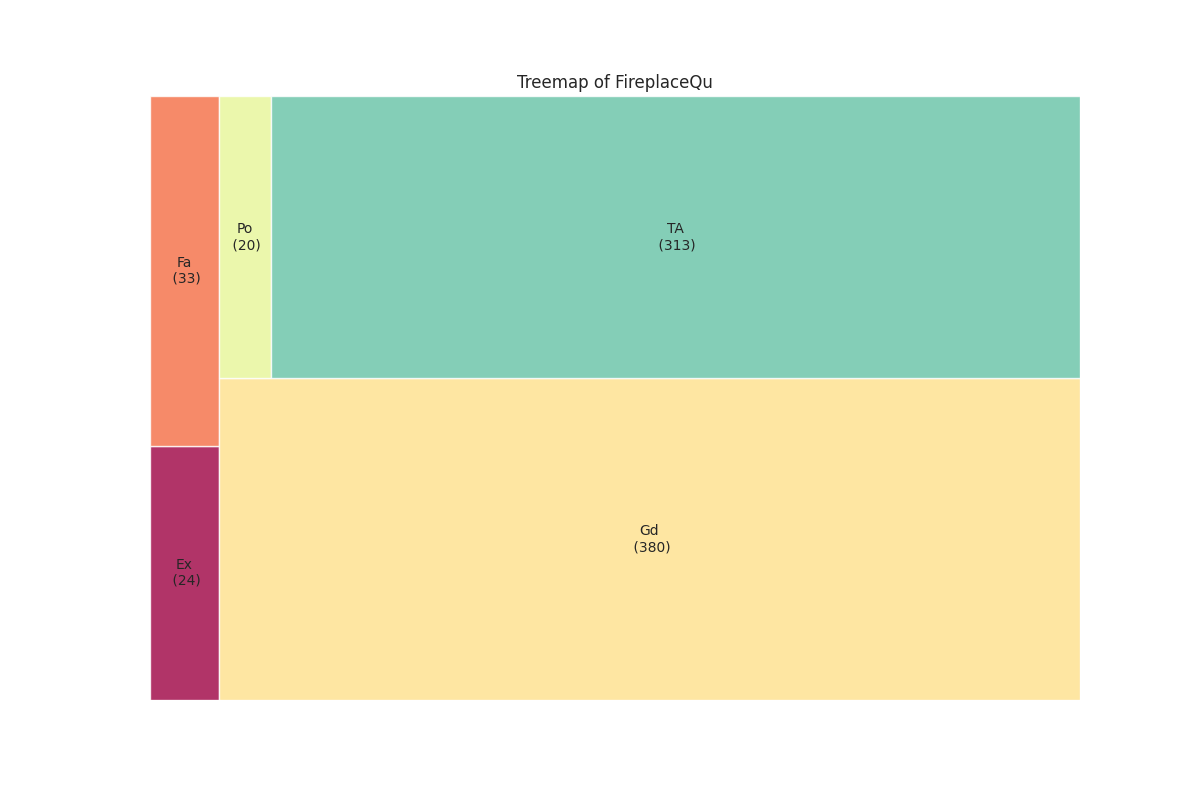 Treemap of FireplaceQu
Fa
(33)
Po
(20)
TA
(313)
Ex
(24)
Gd
(380)